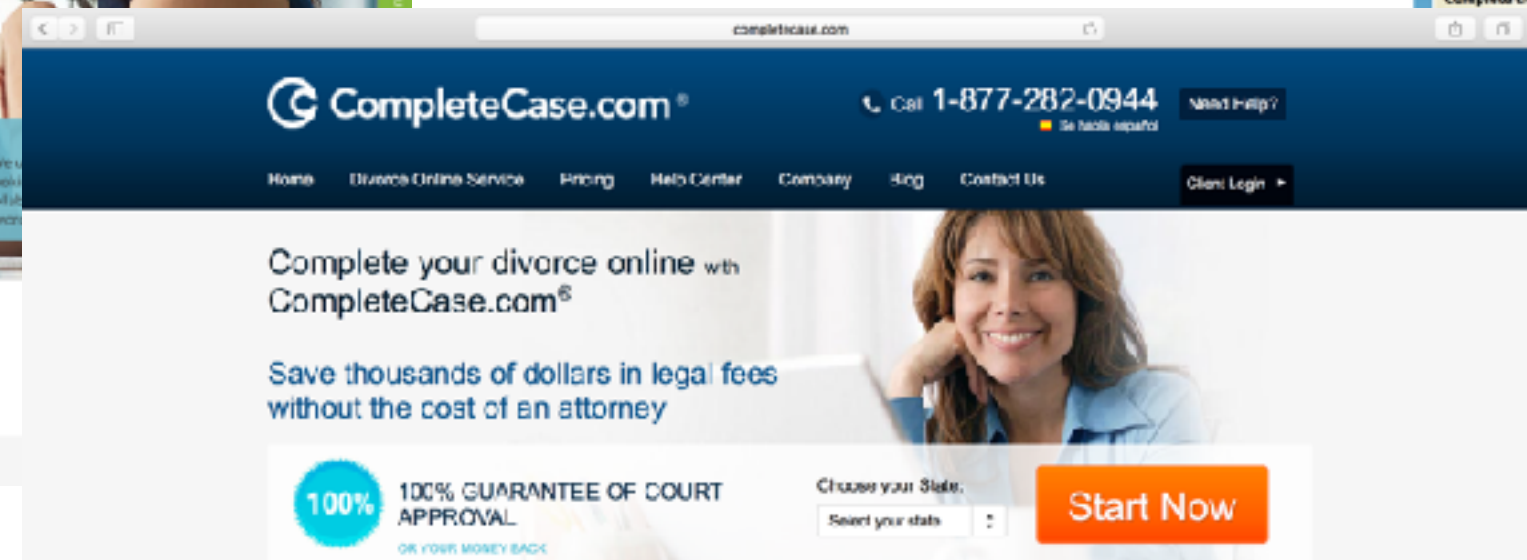 completecase.com
CompleteCase.com®
Call 1-877-282-0944
Need Help?
Se habla español
Home Divorce Online Service Pricing Help Center Company Blog Contact Us
Client Login
Complete your divorce online with
CompleteCase.com®
Save thousands of dollars in legal fees
without the cost of an attorney
100%
100% GUARANTEE OF COURT
APPROVAL
OR YOUR MONEY BACK
Choose your State:
Select your state
Start Now